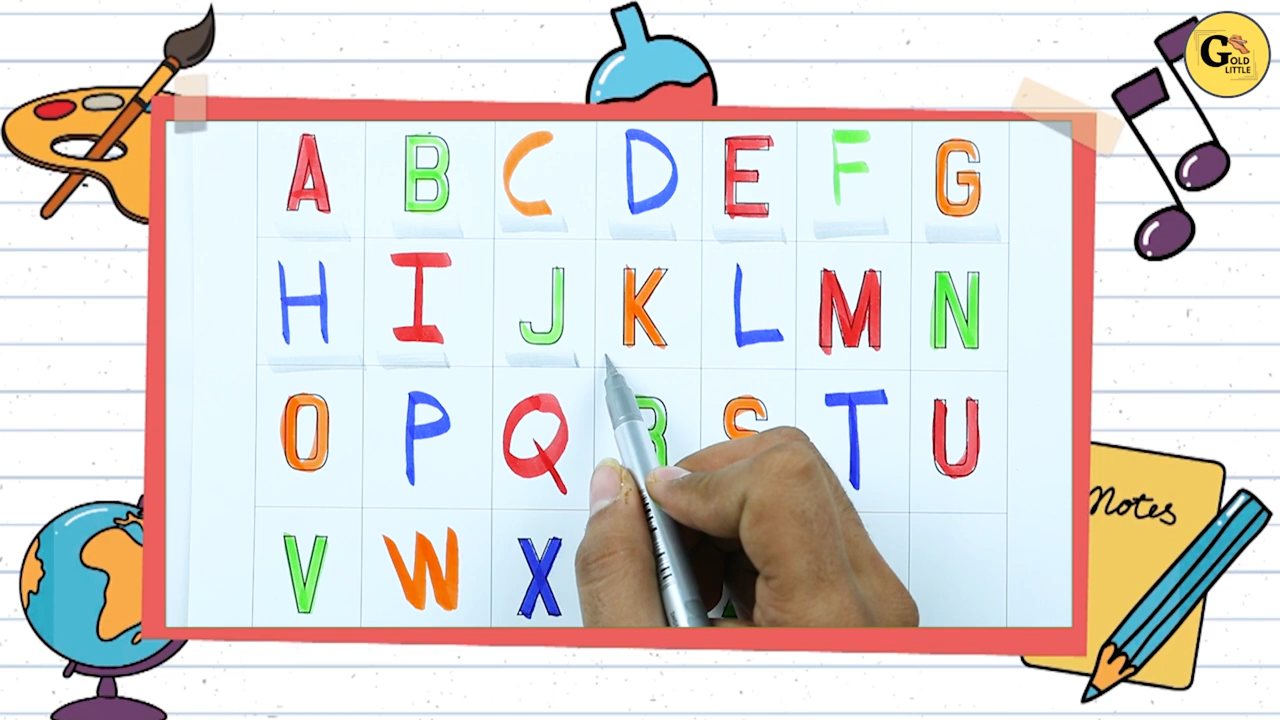 GOLD
LITTLE
A B C D E F G
H I J K L M N
O P Q R S T U
V W X
Notes